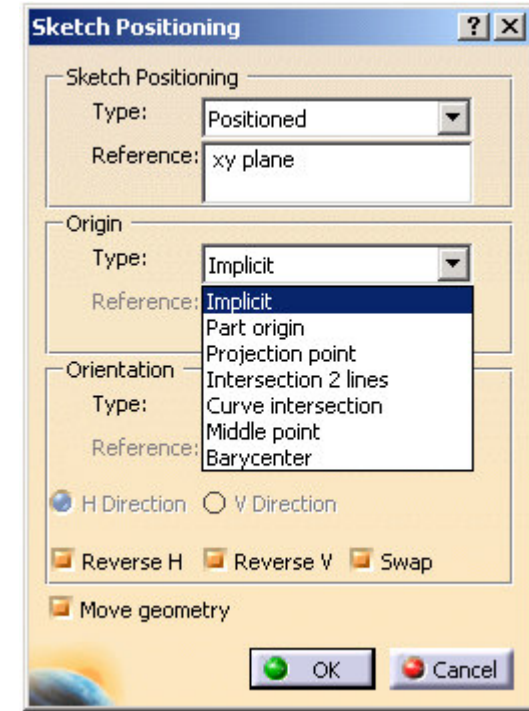 Sketch Positioning
Sketch Positioning
Type: Positioned
Reference: xy plane
Origin
Type: Implicit
Reference: Implicit
Part origin
Projection point
Intersection 2 lines
Curve intersection
Middle point
Barycenter
Orientation
Type:
Reference:
H Direction V Direction
Reverse H Reverse V Swap
Move geometry
OK Cancel